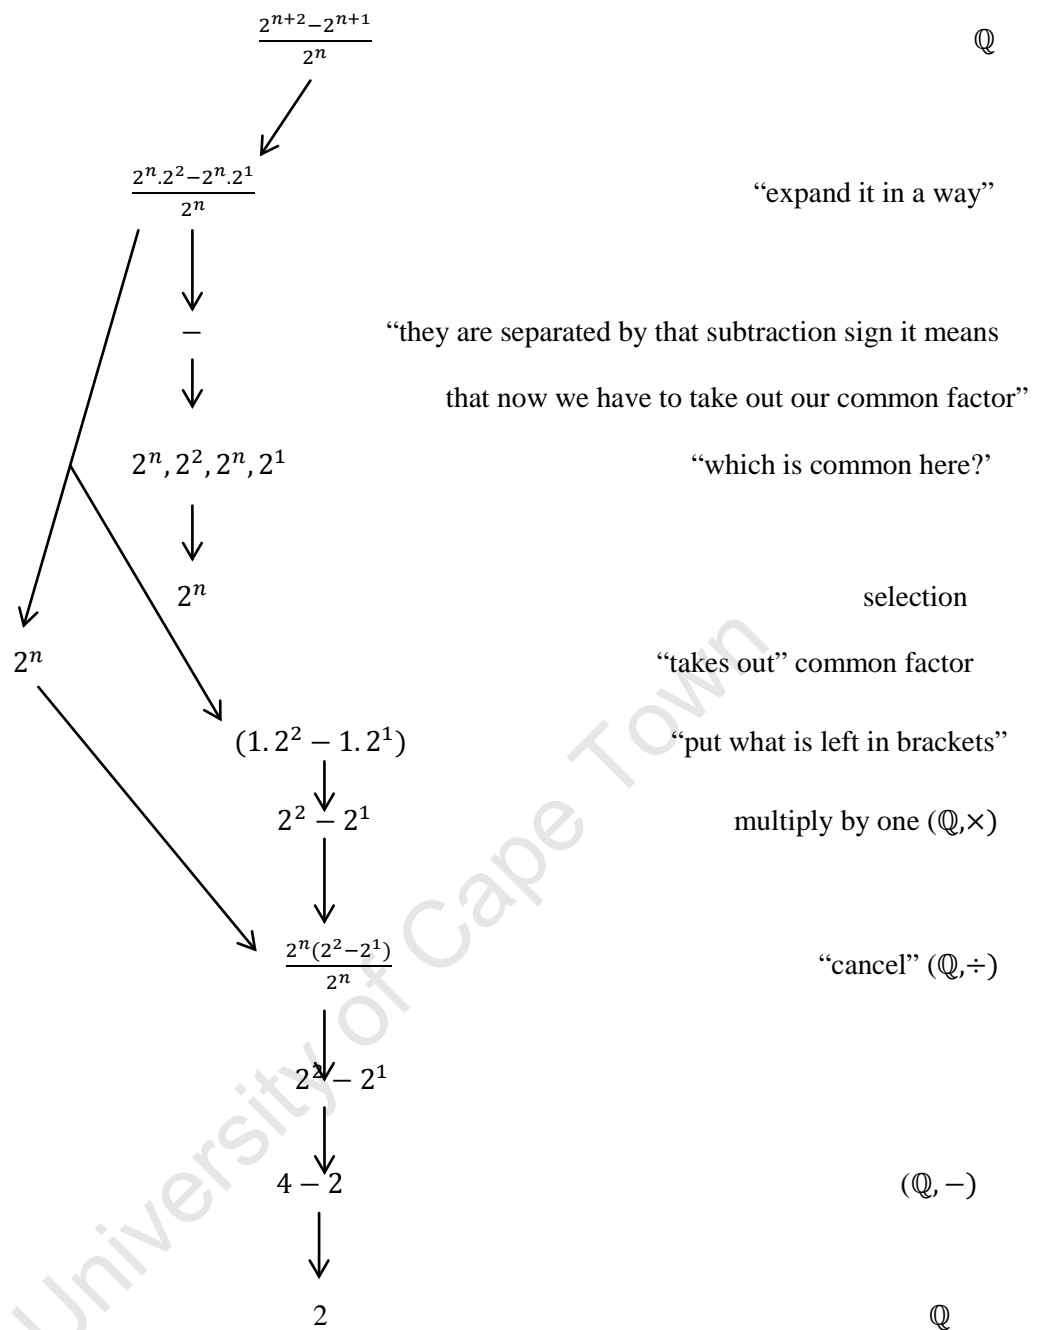 $\frac{2^{n+2}-2^{n+1}}{2^n}$ ℚ
$\frac{2^n.2^2-2^n.2^1}{2^n}$ “expand it in a way”
− “they are separated by that subtraction sign it means
that now we have to take out our common factor”
$2^n, 2^2, 2^n, 2^1$ “which is common here?’
$2^n$ selection
$2^n$ “takes out” common factor
$(1.2^2 − 1.2^1)$ “put what is left in brackets”
$2^2 − 2^1$ multiply by one (ℚ,×)
$\frac{2^n(2^2-2^1)}{2^n}$ “cancel” (ℚ,÷)
$2^2 − 2^1$
4 − 2 (ℚ, −)
2 ℚ
University of Cape Town